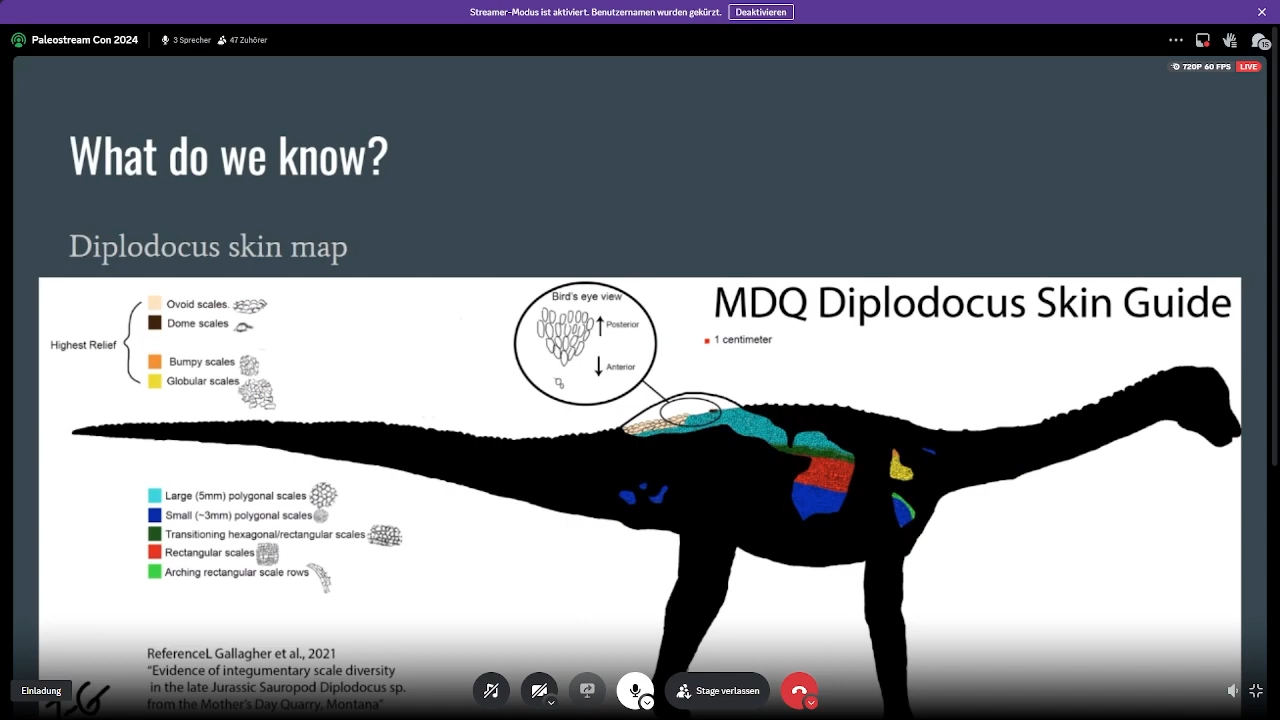 Streamer-Modus ist aktiviert. Benutzernamen wurden gekürzt. Deaktivieren
Paleostream Con 2024 3 Sprecher 47 Zuhörer
15
720P 60 FPS LIVE
What do we know?
Diplodocus skin map
MDQ Diplodocus Skin Guide
1 centimeter
Bird's eye view
Posterior
Anterior
Highest Relief
Ovoid scales.
Dome scales
Bumpy scales
Globular scales
Large (5mm) polygonal scales
Small (~3mm) polygonal scales
Transitioning hexagonal/rectangular scales
Rectangular scales
Arching rectangular scale rows
ReferenceL Gallagher et al., 2021
"Evidence of integumentary scale diversity
in the late Jurassic Sauropod Diplodocus sp.
from the Mother's Day Quarry, Montana"
Einladung
Stage verlassen